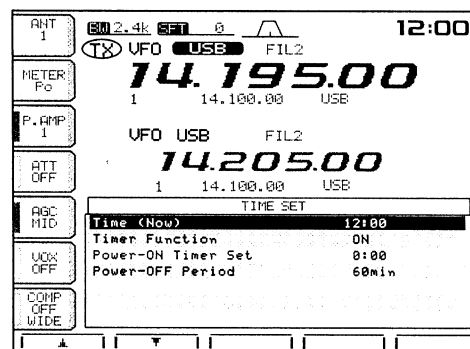 ANT
1
BW 2.4k SFT 0
12:00
TX VFO USB FIL2
METER
Po
14.195.00
1 14.100.00 USB
P.AMP
1
VFO USB FIL2
ATT
OFF
14.205.00
1 14.100.00 USB
AGC
MID
TIME SET
Time (Now) 12:00
Timer Function ON
VOX
OFF
Power-ON Timer Set 0:00
Power-OFF Period 60min
COMP
OFF
WIDE